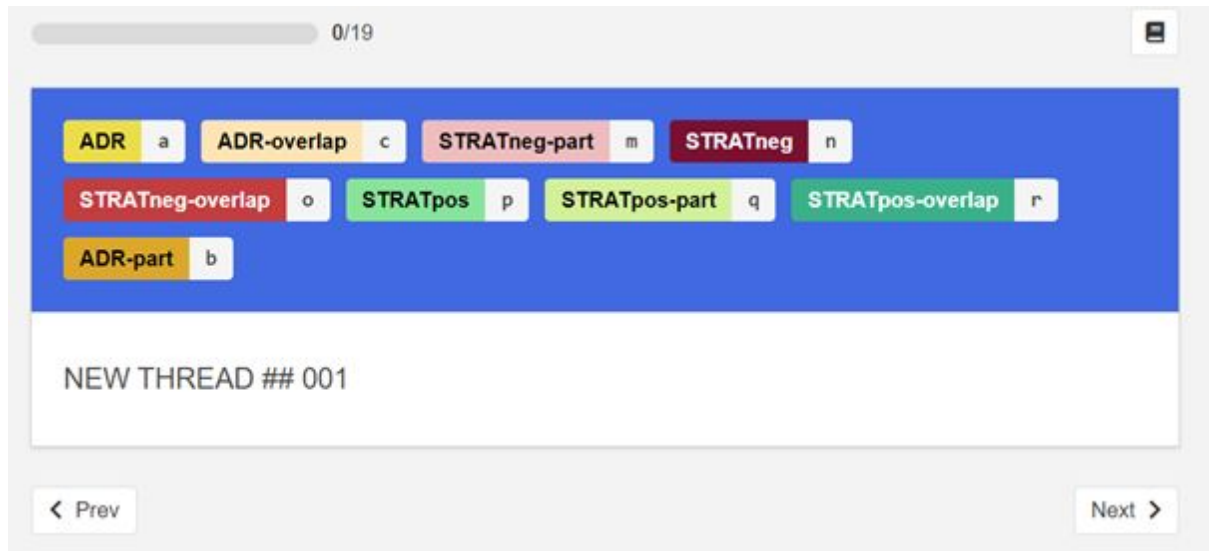 0/19
ADR a ADR-overlap c STRATneg-part m STRATneg n
STRATneg-overlap o STRATpos p STRATpos-part q STRATpos-overlap r
ADR-part b
NEW THREAD ## 001
Prev Next